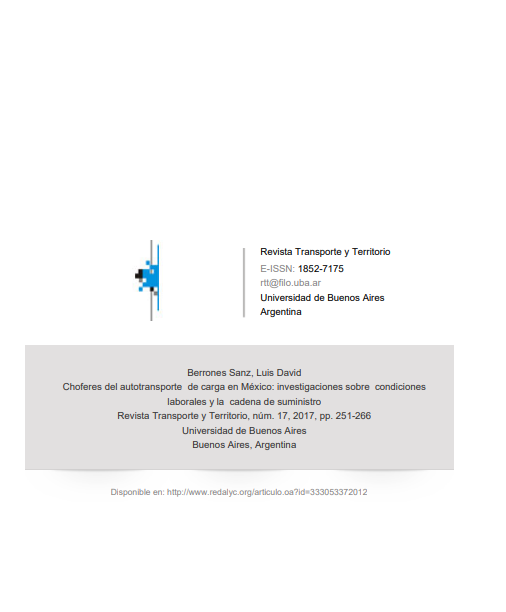 Revista Transporte y Territorio
E-ISSN: 1852-7175
rtt@filo.uba.ar
Universidad de Buenos Aires
Argentina
Berrones Sanz, Luis David
Choferes del autotransporte de carga en México: investigaciones sobre condiciones
laborales y la cadena de suministro
Revista Transporte y Territorio, núm. 17, 2017, pp. 251-266
Universidad de Buenos Aires
Buenos Aires, Argentina
Disponible en: http://www.redalyc.org/articulo.oa?id=333053372012